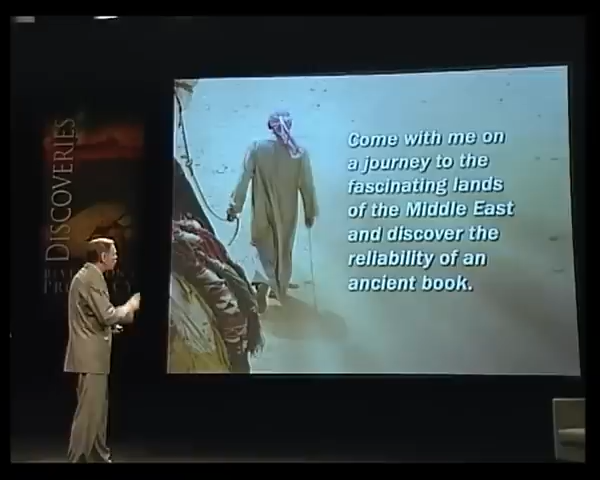 DISCOVERIES
Come with me on
a journey to the
fascinating lands
of the Middle East
and discover the
reliability of an
ancient book.